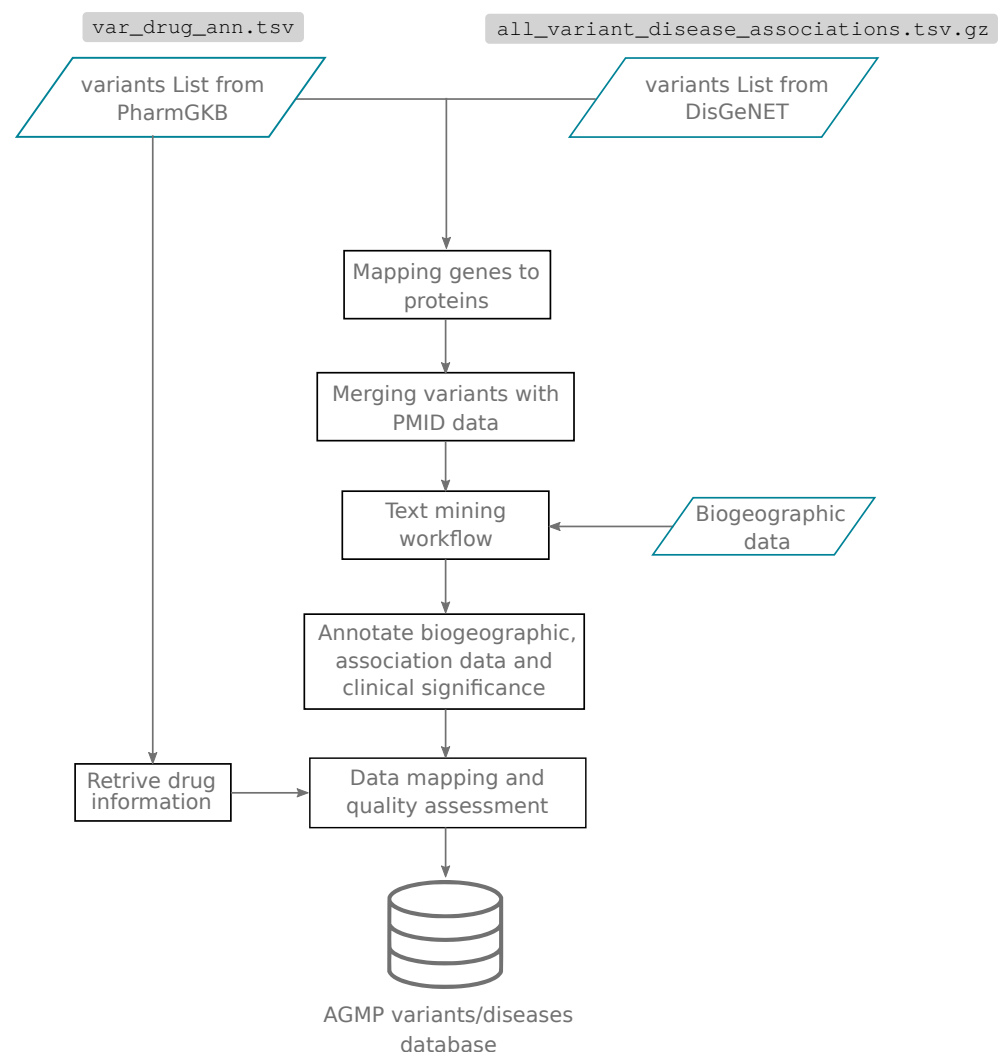 var_drug_ann.tsv
all_variant_disease_associations.tsv.gz
variants List from
PharmGKB
variants List from
DisGeNET
Mapping genes to
proteins
Merging variants with
PMID data
Text mining
workflow
Biogeographic
data
Annotate biogeographic,
association data and
clinical significance
Retrive drug
information
Data mapping and
quality assessment
AGMP variants/diseases
database